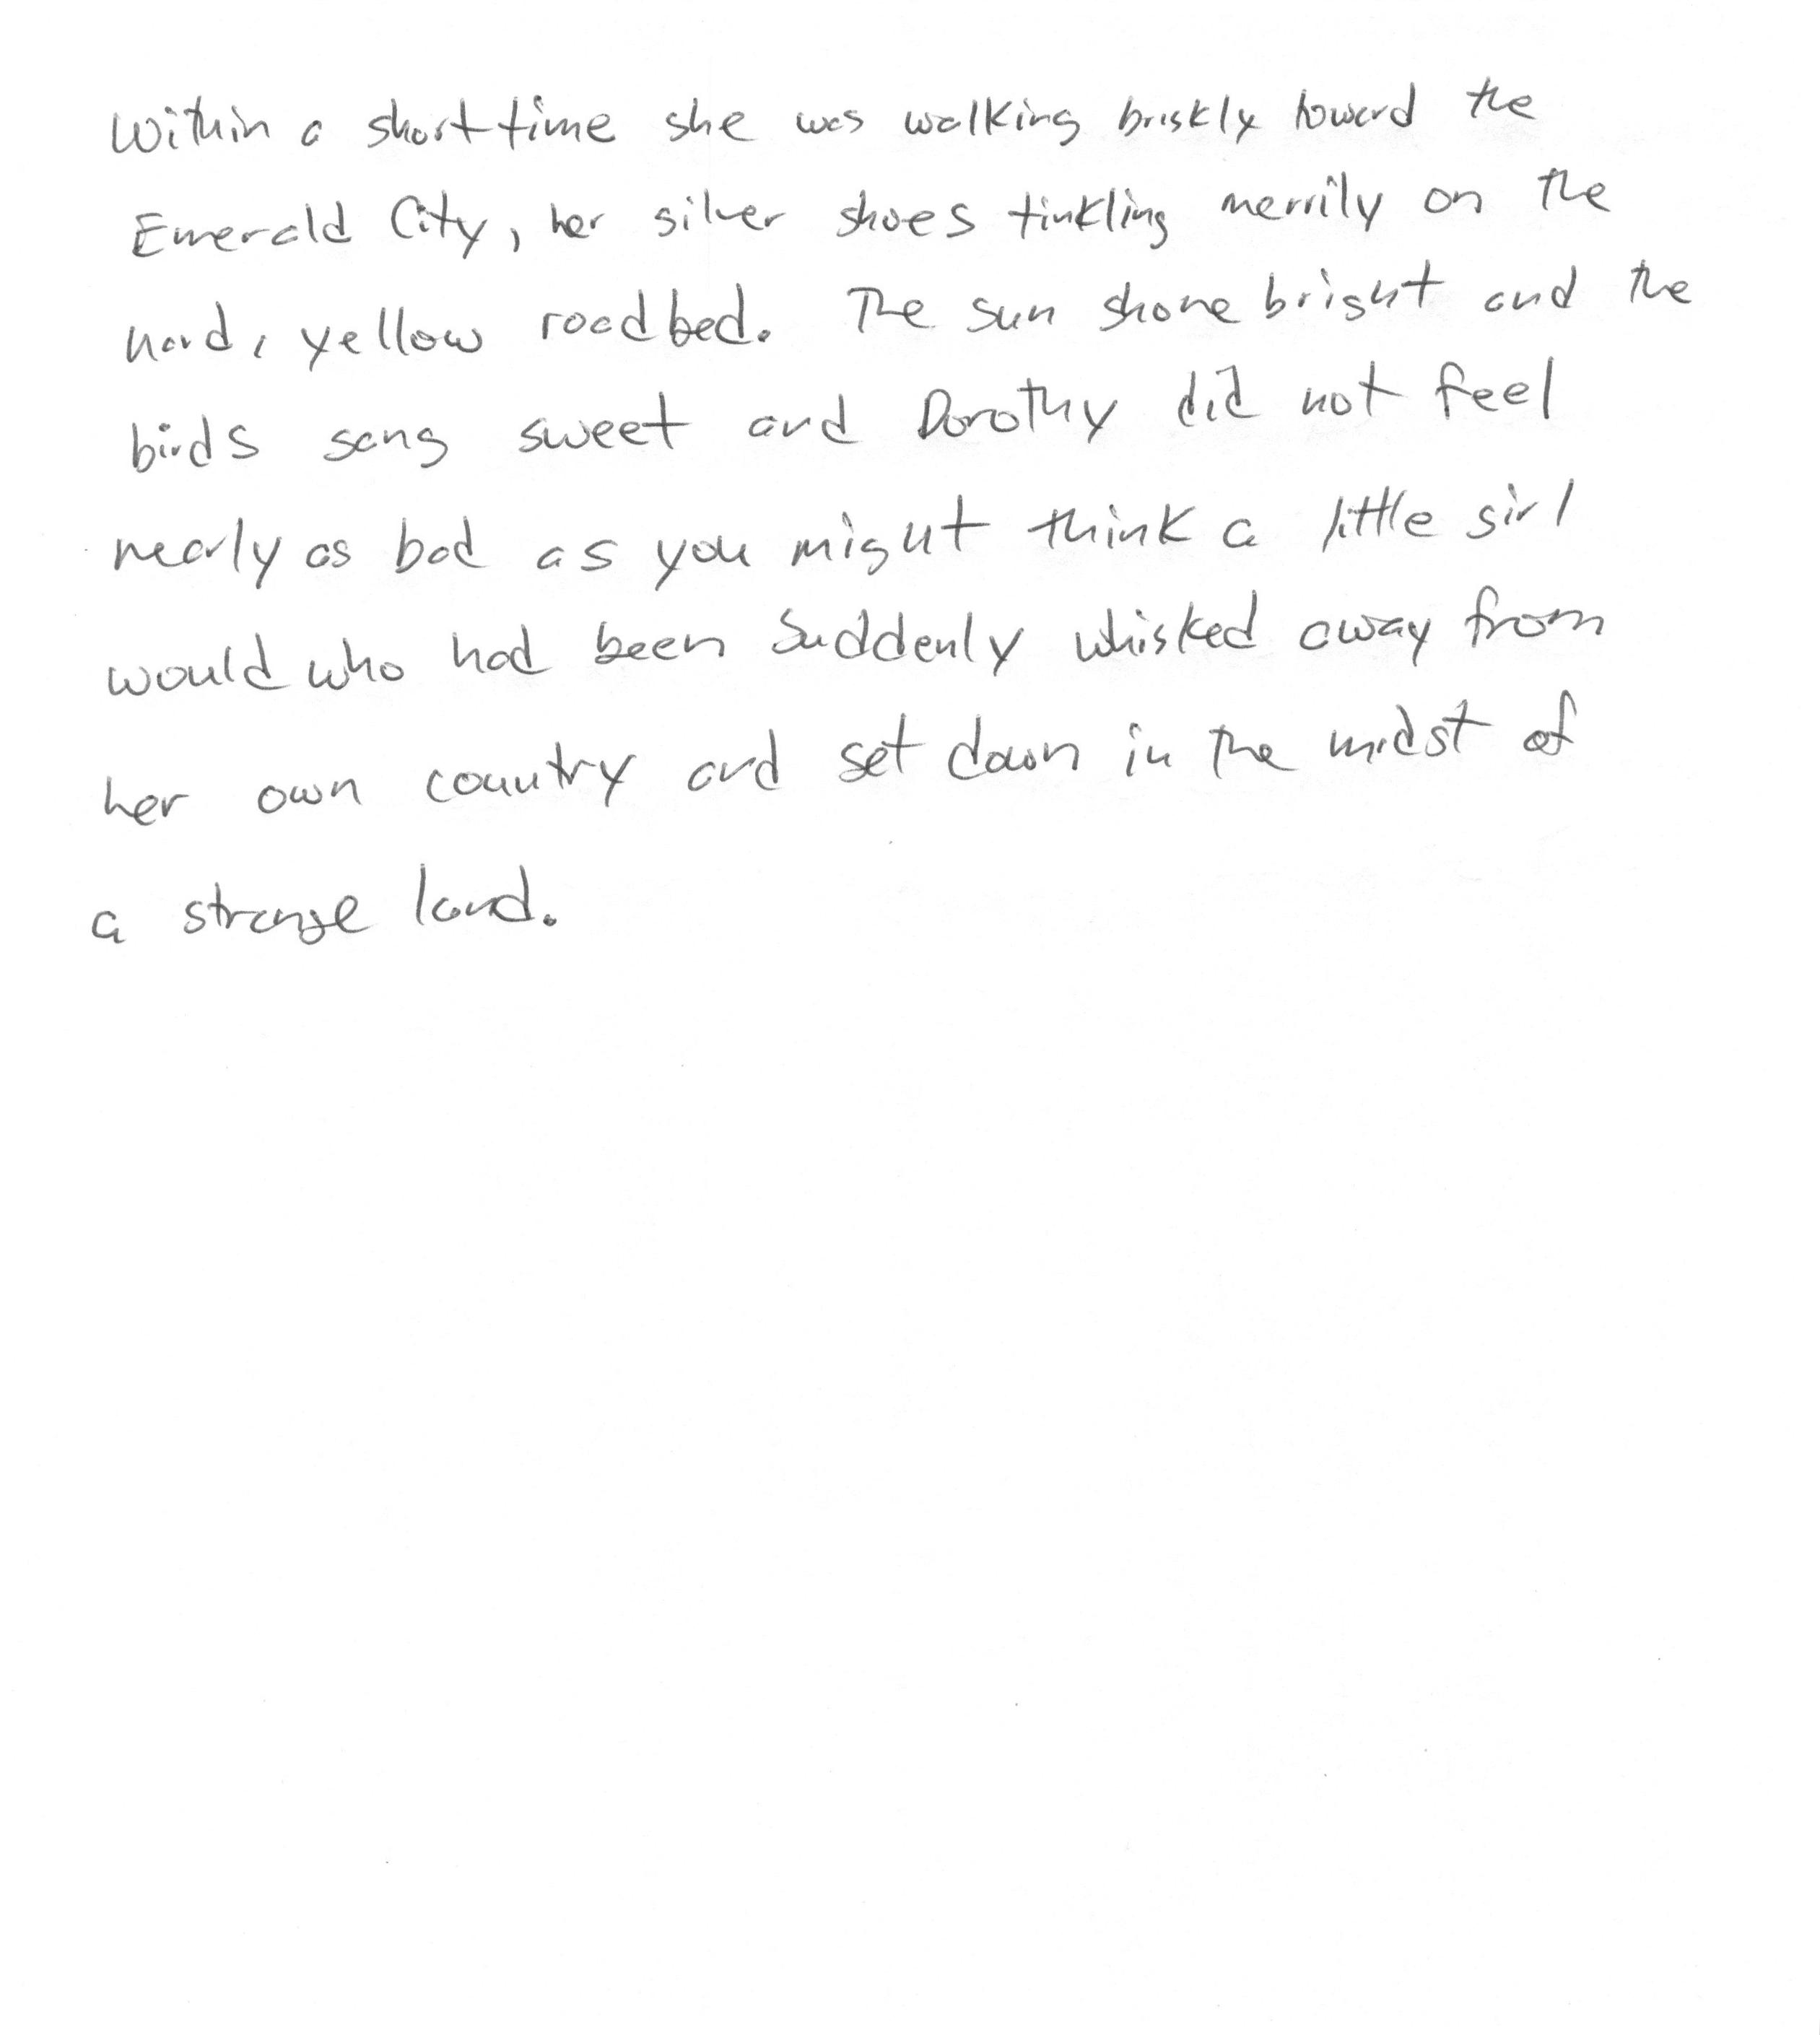 Within a short time she was walking briskly toward the
Emerald City, her silver shoes tinkling merrily on the
hard, yellow roadbed. The sun shone bright and the
birds sang sweet and Dorothy did not feel
nearly as bad as you might think a little girl
would who had been suddenly whisked away from
her own country and set down in the midst of
a strange land.